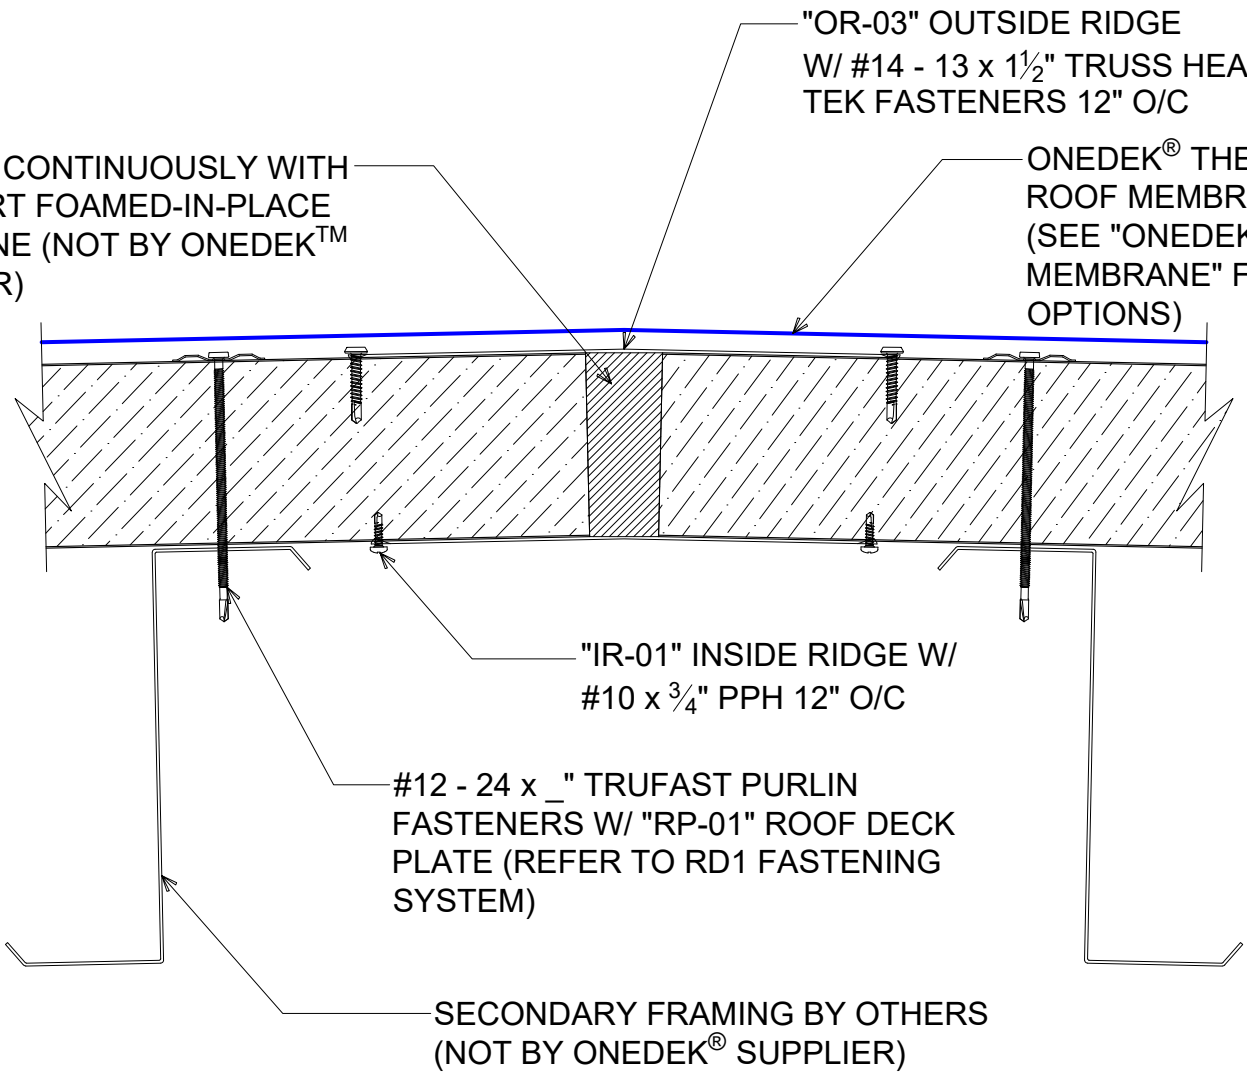 "OR-03" OUTSIDE RIDGE
W/ #14 - 13 x 1½" TRUSS HEA
TEK FASTENERS 12" O/C
CONTINUOUSLY WITH
RT FOAMED-IN-PLACE
NE (NOT BY ONEDEK™
R)
ONEDEK® THE
ROOF MEMBR
(SEE "ONEDEK
MEMBRANE" F
OPTIONS)
"IR-01" INSIDE RIDGE W/
#10 x ¾" PPH 12" O/C
#12 - 24 x _" TRUFAST PURLIN
FASTENERS W/ "RP-01" ROOF DECK
PLATE (REFER TO RD1 FASTENING
SYSTEM)
SECONDARY FRAMING BY OTHERS
(NOT BY ONEDEK® SUPPLIER)